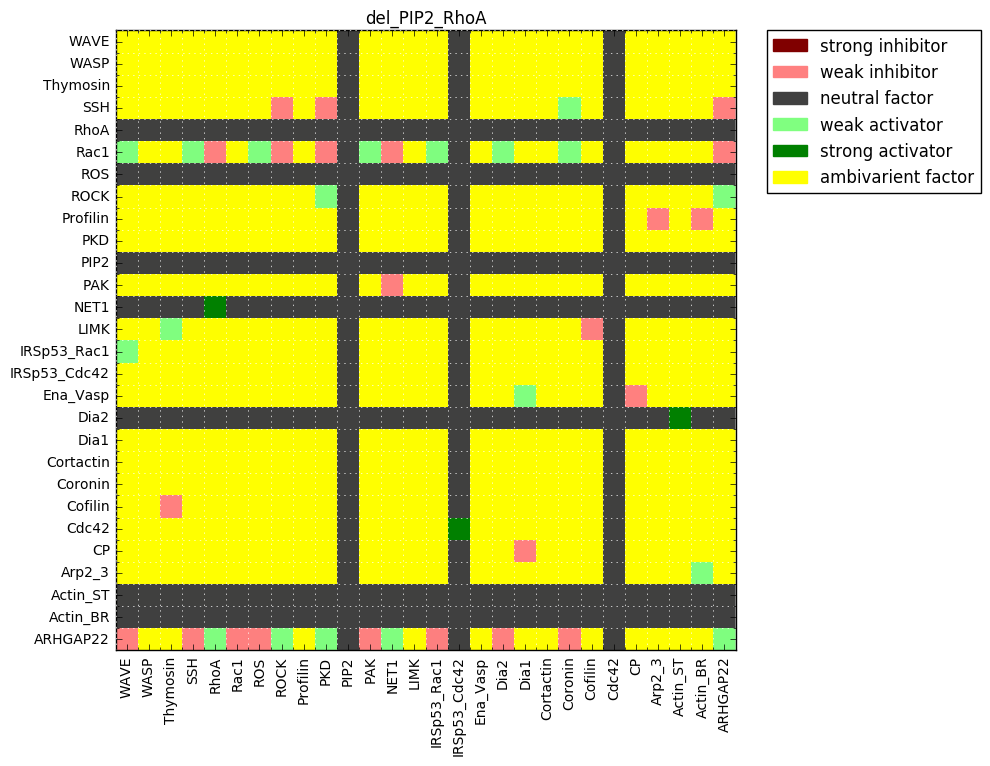 del_PIP2_RhoA
WAVE
WASP
Thymosin
SSH
RhoA
Rac1
ROS
ROCK
Profilin
PKD
PIP2
PAK
NET1
LIMK
IRSp53_Rac1
IRSp53_Cdc42
Ena_Vasp
Dia2
Dia1
Cortactin
Coronin
Cofilin
Cdc42
CP
Arp2_3
Actin_ST
Actin_BR
ARHGAP22
WAVE
WASP
Thymosin
SSH
RhoA
Rac1
ROS
ROCK
Profilin
PKD
PIP2
PAK
NET1
LIMK
IRSp53_Rac1
IRSp53_Cdc42
Ena_Vasp
Dia2
Dia1
Cortactin
Coronin
Cofilin
Cdc42
CP
Arp2_3
Actin_ST
Actin_BR
ARHGAP22
strong inhibitor
weak inhibitor
neutral factor
weak activator
strong activator
ambivarient factor